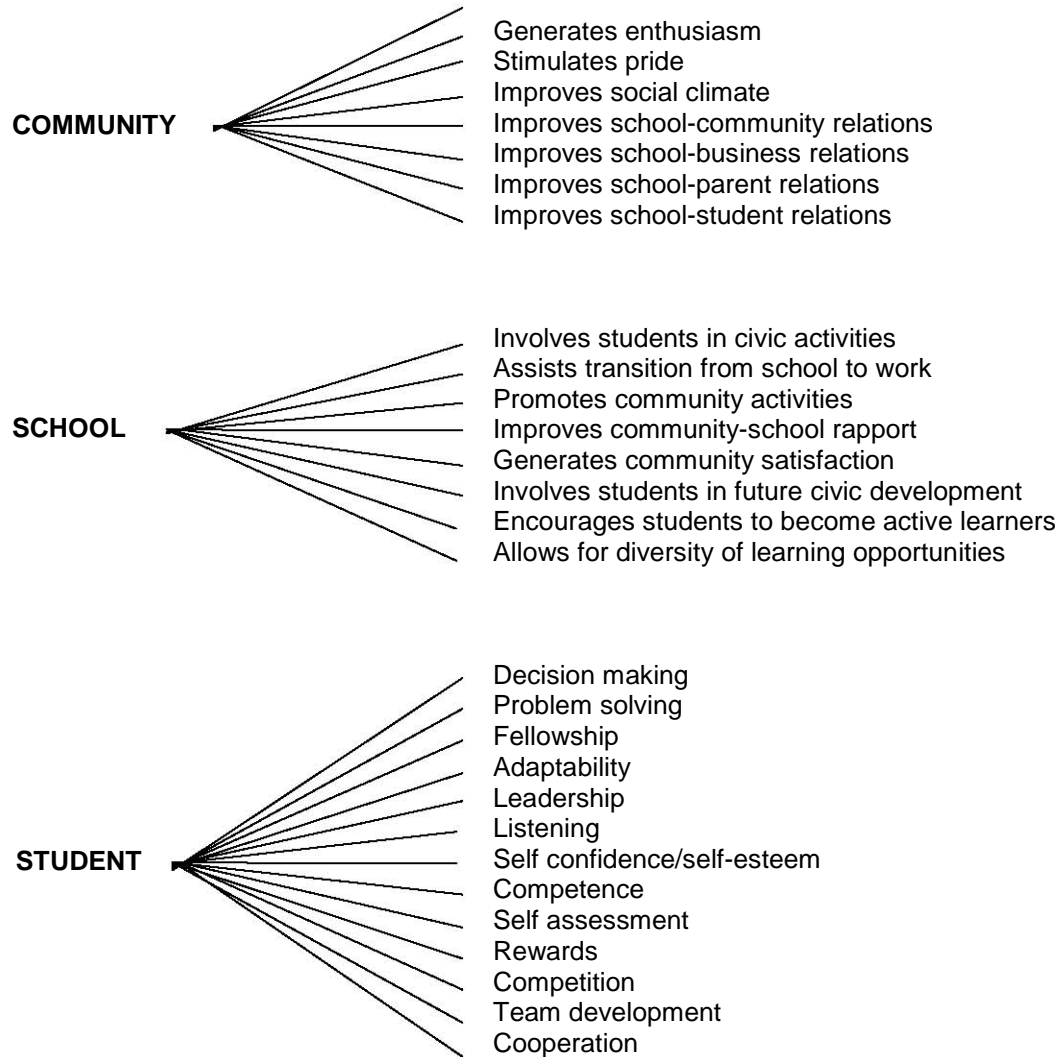 Generates enthusiasm
Stimulates pride
Improves social climate
COMMUNITY
Improves school-community relations
Improves school-business relations
Improves school-parent relations
Improves school-student relations
Involves students in civic activities
Assists transition from school to work
Promotes community activities
SCHOOL
Improves community-school rapport
Generates community satisfaction
Involves students in future civic development
Encourages students to become active learners
Allows for diversity of learning opportunities
Decision making
Problem solving
Fellowship
Adaptability
Leadership
Listening
STUDENT
Self confidence/self-esteem
Competence
Self assessment
Rewards
Competition
Team development
Cooperation